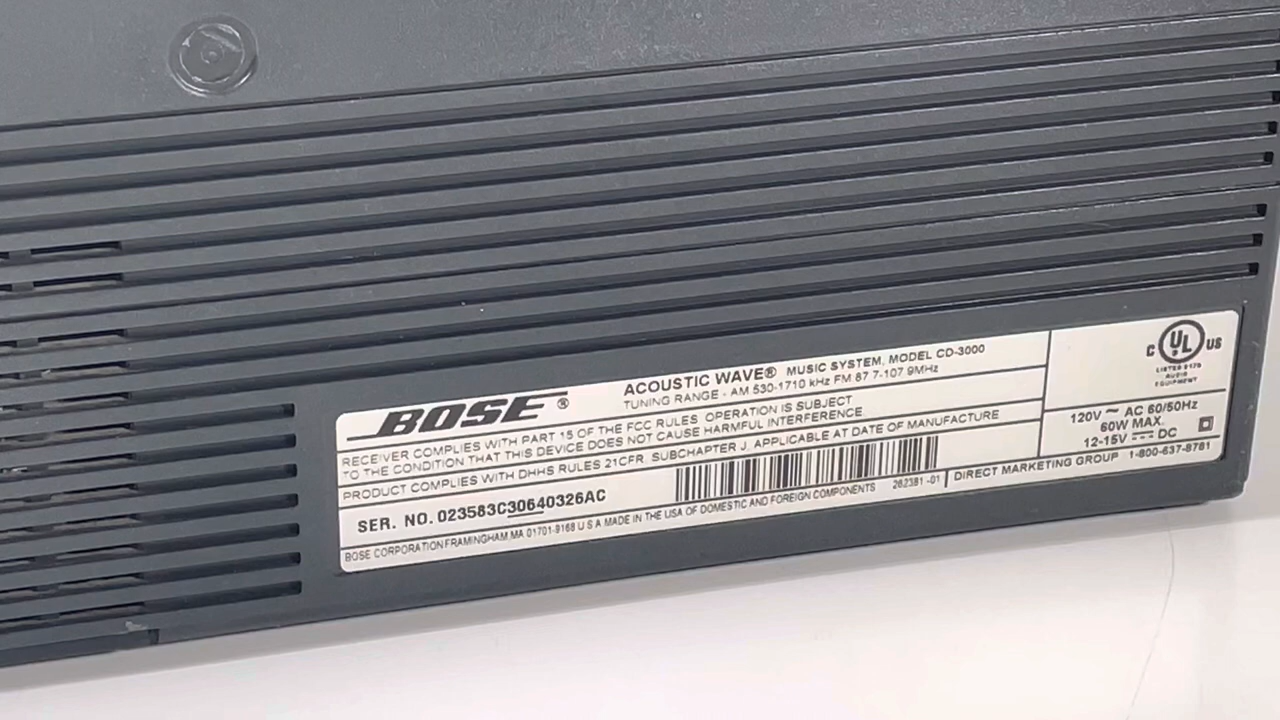 BOSE®
ACOUSTIC WAVE® MUSIC SYSTEM, MODEL CD-3000
TUNING RANGE - AM 530-1710 kHz FM 87 7-107 9MHz
RECEIVER COMPLIES WITH PART 15 OF THE FCC RULES OPERATION IS SUBJECT
TO THE CONDITION THAT THIS DEVICE DOES NOT CAUSE HARMFUL INTERFERENCE
PRODUCT COMPLIES WITH DHHS RULES 21CFR, SUBCHAPTER J, APPLICABLE AT DATE OF MANUFACTURE
SER. NO. 023583C30640326AC
BOSE CORPORATION FRAMINGHAM MA 01701-9168 U S A MADE IN THE USA OF DOMESTIC AND FOREIGN COMPONENTS
262381-01
C UL US
LISTED 917D
AUDIO
EQUIPMENT
120V ~ AC 60/50Hz
60W MAX.
12-15V ⎓ DC
DIRECT MARKETING GROUP 1-800-637-8781